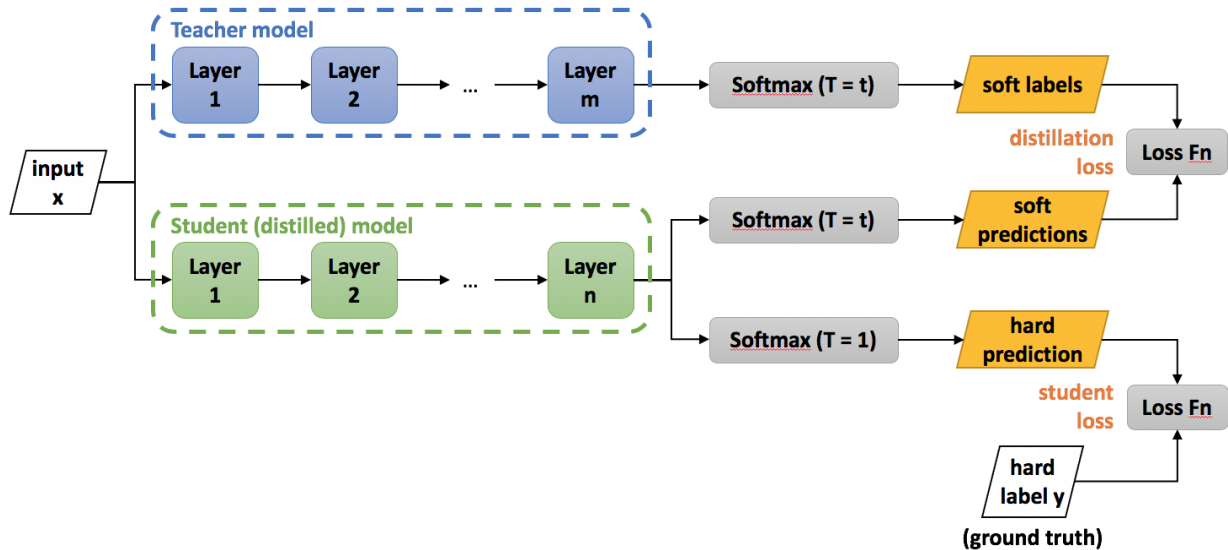 Teacher model
Layer
1
Layer
2
...
Layer
m
Softmax (T = t)
soft labels
distillation
loss
Loss Fn
input
x
Student (distilled) model
Layer
1
Layer
2
...
Layer
n
Softmax (T = t)
soft
predictions
Softmax (T = 1)
hard
prediction
student
loss
Loss Fn
hard
label y
(ground truth)